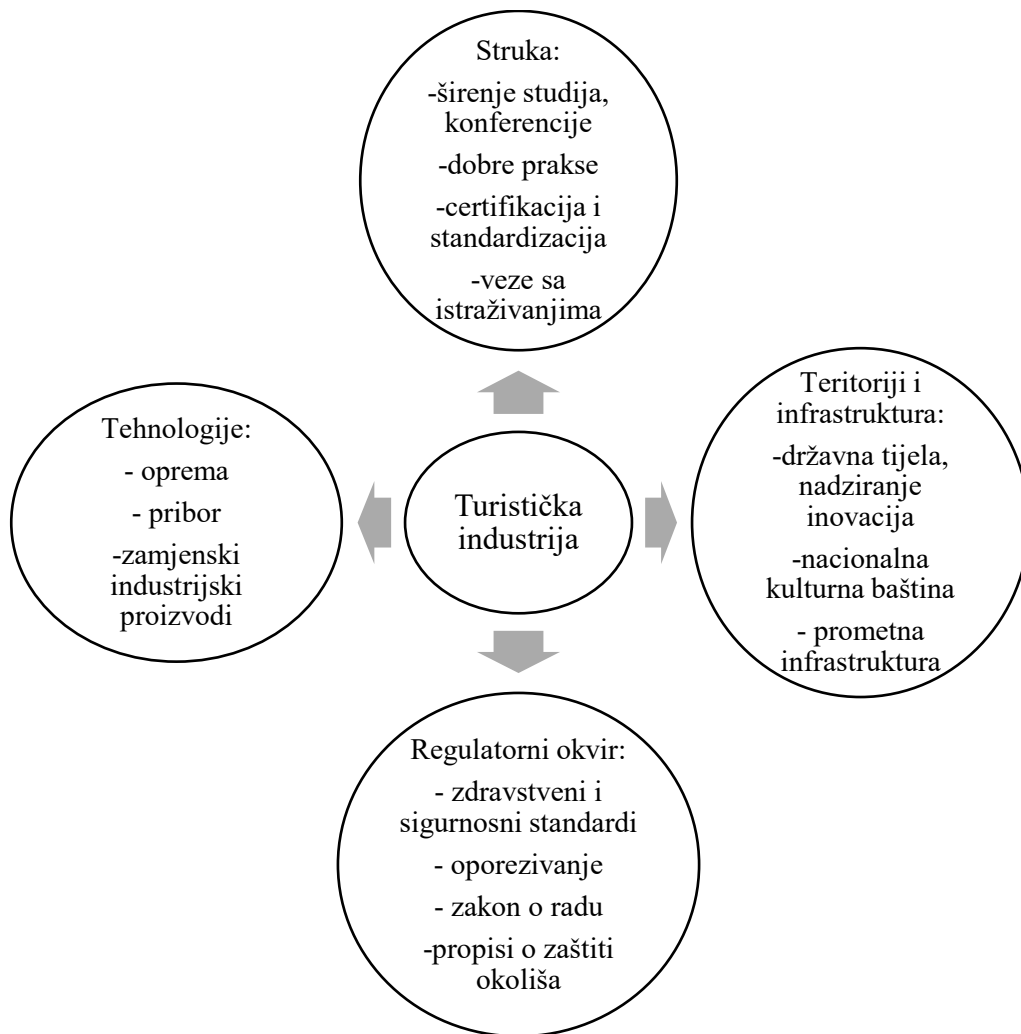 Struka:
-širenje studija,
konferencije
-dobre prakse
-certifikacija i
standardizacija
-veze sa
istraživanjima
Tehnologije:
- oprema
- pribor
-zamjenski
industrijski
proizvodi
Turistička
industrija
Teritoriji i
infrastruktura:
-državna tijela,
nadziranje
inovacija
-nacionalna
kulturna baština
- prometna
infrastruktura
Regulatorni okvir:
- zdravstveni i
sigurnosni standardi
- oporezivanje
- zakon o radu
-propisi o zaštiti
okoliša